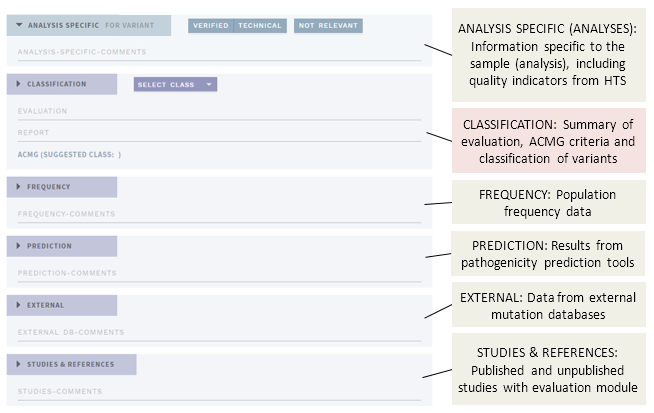 ANALYSIS SPECIFIC FOR VARIANT
VERIFIED TECHNICAL NOT RELEVANT
ANALYSIS-SPECIFIC-COMMENTS
ANALYSIS SPECIFIC (ANALYSES):
Information specific to the
sample (analysis), including
quality indicators from HTS
CLASSIFICATION
SELECT CLASS
EVALUATION
REPORT
ACMG (SUGGESTED CLASS: )
CLASSIFICATION: Summary of
evaluation, ACMG criteria and
classification of variants
FREQUENCY
FREQUENCY-COMMENTS
FREQUENCY: Population
frequency data
PREDICTION
PREDICTION-COMMENTS
PREDICTION: Results from
pathogenicity prediction tools
EXTERNAL
EXTERNAL DB-COMMENTS
EXTERNAL: Data from external
mutation databases
STUDIES & REFERENCES
STUDIES-COMMENTS
STUDIES & REFERENCES:
Published and unpublished
studies with evaluation module